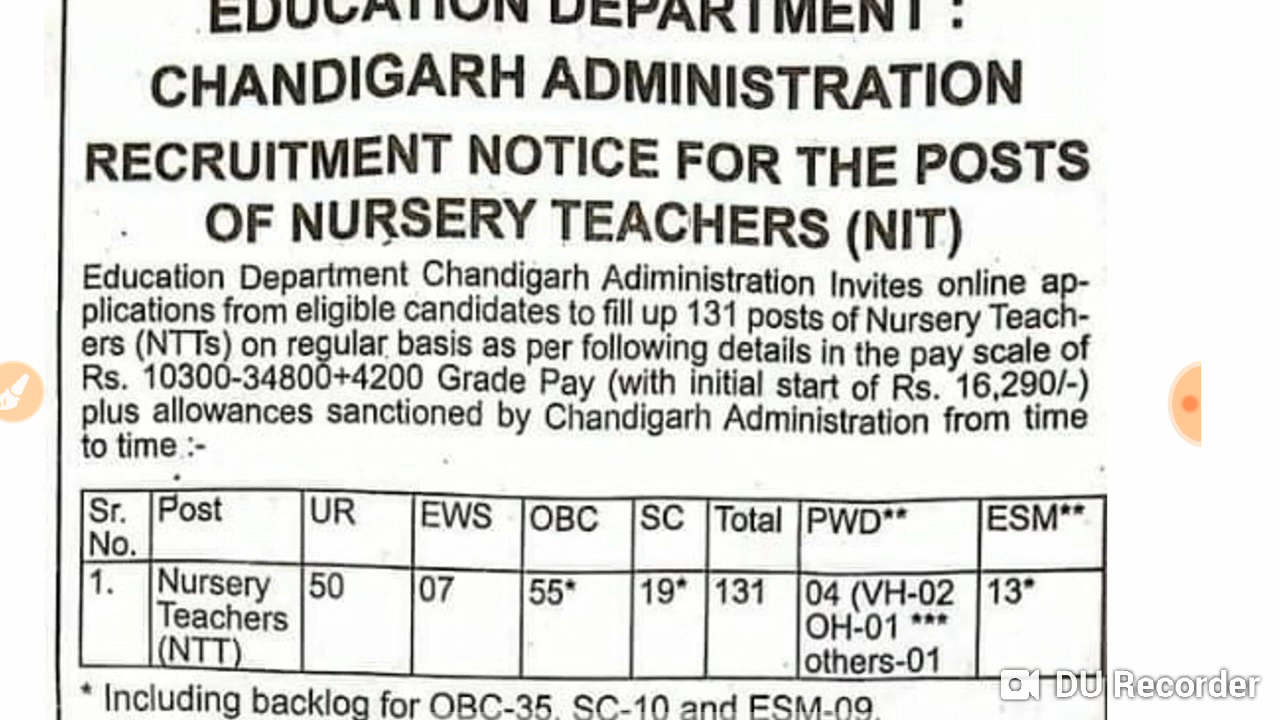 EDUCATION DEPARTMENT :
CHANDIGARH ADMINISTRATION
RECRUITMENT NOTICE FOR THE POSTS
OF NURSERY TEACHERS (NIT)
Education Department Chandigarh Adiministration Invites online ap-
plications from eligible candidates to fill up 131 posts of Nursery Teach-
ers (NTTs) on regular basis as per following details in the pay scale of
Rs. 10300-34800+4200 Grade Pay (with initial start of Rs. 16,290/-)
plus allowances sanctioned by Chandigarh Administration from time
to time :-
Sr. No. Post UR EWS OBC SC Total PWD** ESM**
1. Nursery Teachers (NTT) 50 07 55* 19* 131 04 (VH-02 OH-01 *** others-01 13*
* Including backlog for OBC-35, SC-10 and ESM-09.
DU Recorder